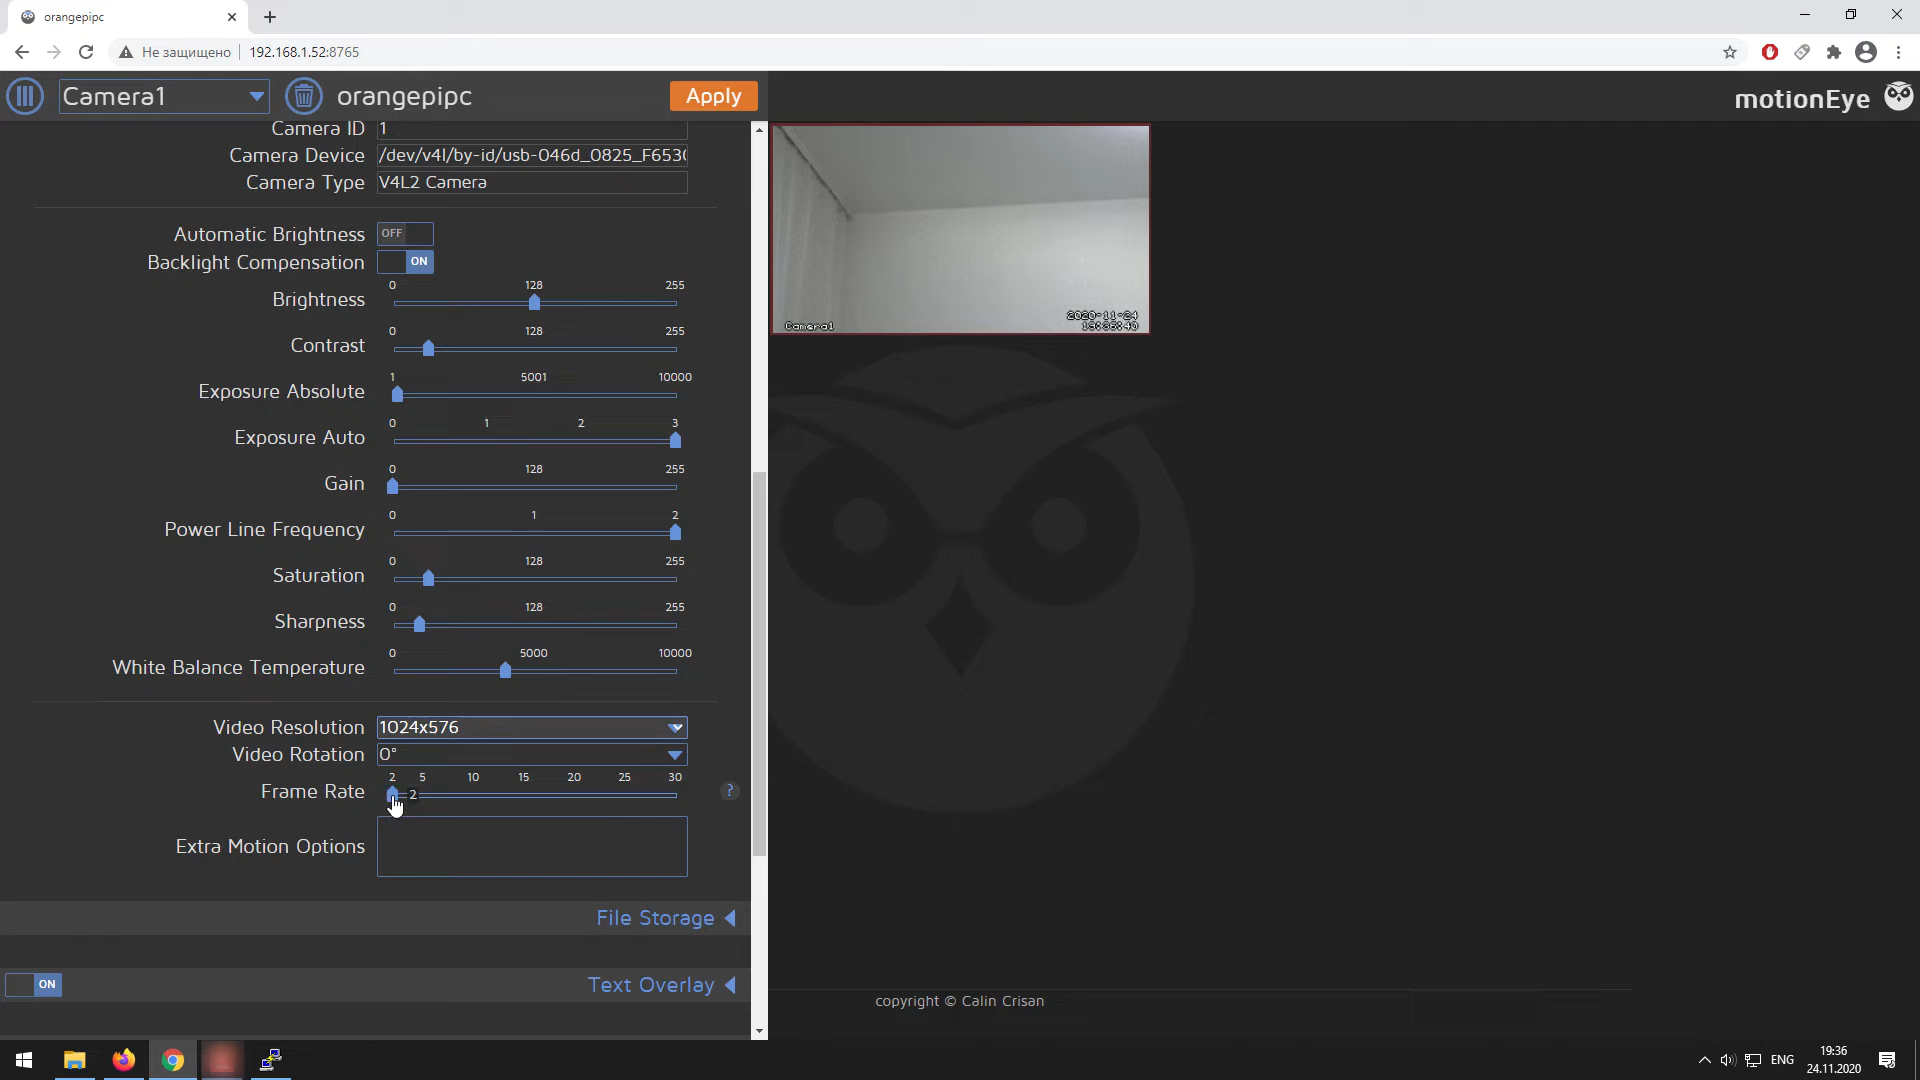 orangepipc
Не защищено
192.168.1.52:8765
Camera1
orangepipc
Apply
motionEye
Camera ID
1
Camera Device
/dev/v4l/by-id/usb-046d_0825_F653
Camera Type
V4L2 Camera
Automatic Brightness
OFF
Backlight Compensation
ON
0 128 255
Brightness
0 128 255
Contrast
1 5001 10000
Exposure Absolute
0 1 2 3
Exposure Auto
0 128 255
Gain
0 1 2
Power Line Frequency
0 128 255
Saturation
0 128 255
Sharpness
0 5000 10000
White Balance Temperature
Video Resolution
1024x576
Video Rotation
0°
2 5 10 15 20 25 30
Frame Rate
2
?
Extra Motion Options
File Storage
ON
Text Overlay
Camera1
2020-11-24
19:36:40
copyright © Calin Crisan
ENG
19:36
24.11.2020